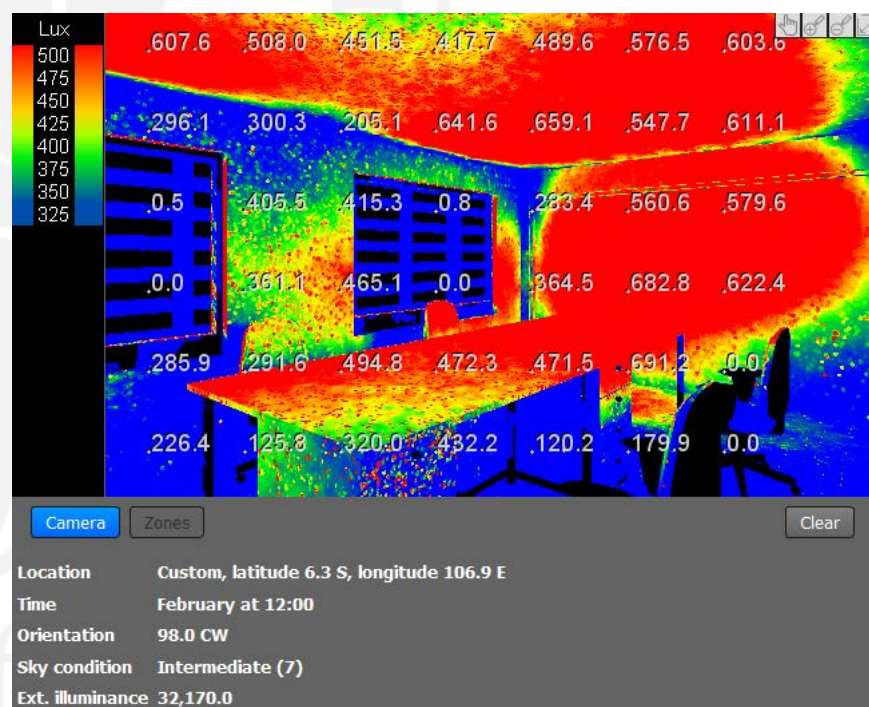 Lux
500
475
450
425
400
375
350
325
.607.6 .508.0 .451.5 .417.7 .489.6 .576.5 .603.6
.296.1 .300.3 .205.1 .641.6 .659.1 .547.7 .611.1
.0.5 .405.5 .415.3 .0.8 .283.4 .560.6 .579.6
.0.0 .361.1 .465.1 .0.0 .364.5 .682.8 .622.4
.285.9 .291.6 .494.8 .472.3 .471.5 .691.2 .0.0
.226.4 .125.8 .320.0 .432.2 .120.2 .179.9 .0.0
Camera Zones Clear
Location Custom, latitude 6.3 S, longitude 106.9 E
Time February at 12:00
Orientation 98.0 CW
Sky condition Intermediate (7)
Ext. illuminance 32,170.0